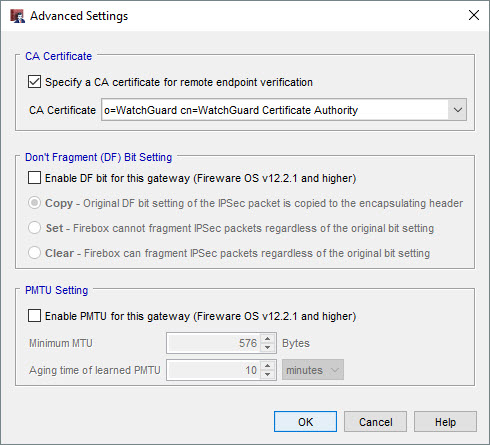 Advanced Settings
CA Certificate
Specify a CA certificate for remote endpoint verification
CA Certificate o=WatchGuard cn=WatchGuard Certificate Authority
Don't Fragment (DF) Bit Setting
Enable DF bit for this gateway (Fireware OS v12.2.1 and higher)
Copy - Original DF bit setting of the IPSec packet is copied to the encapsulating header
Set - Firebox cannot fragment IPSec packets regardless of the original bit setting
Clear - Firebox can fragment IPSec packets regardless of the original bit setting
PMTU Setting
Enable PMTU for this gateway (Fireware OS v12.2.1 and higher)
Minimum MTU 576 Bytes
Aging time of learned PMTU 10 minutes
OK Cancel Help